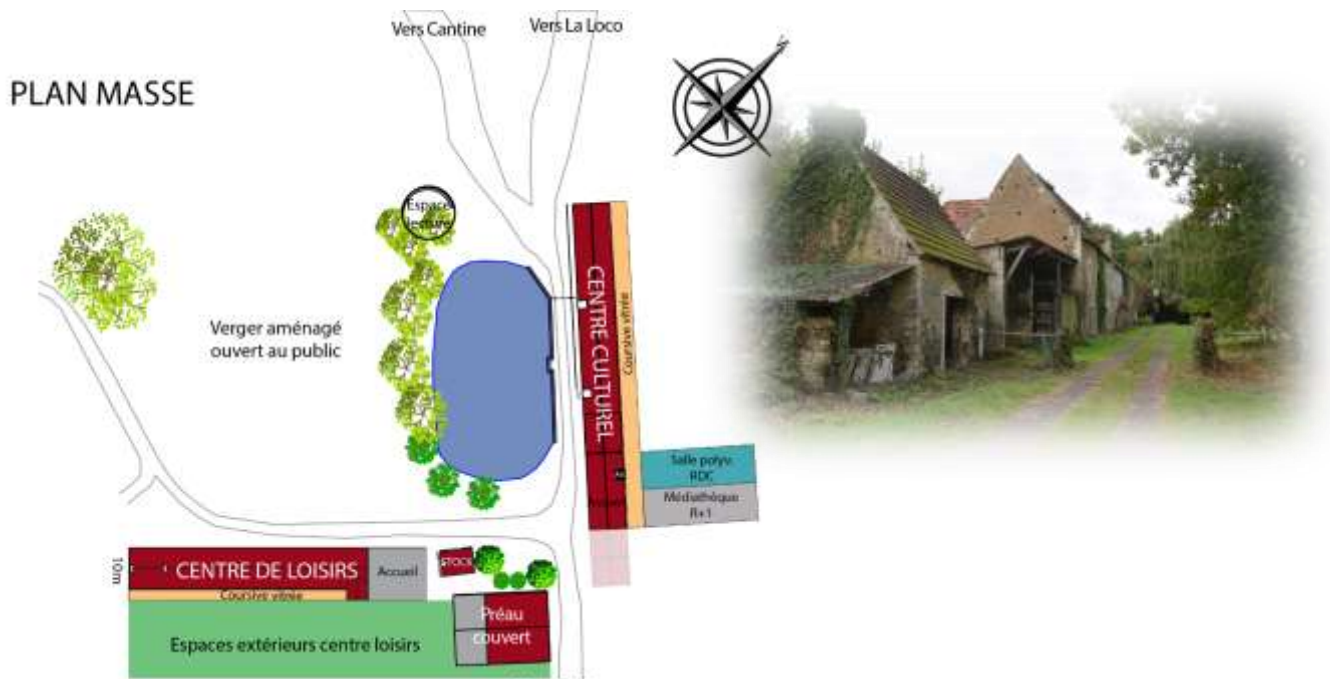 Vers Cantine
Vers La Loco
PLAN MASSE
Espace
lecture
CENTRE CULTUREL
Coursive vitrée
Verger aménagé
ouvert au public
Salle polyv.
RDC
Médiathèque
R+1
10m
CENTRE DE LOISIRS
Accueil
STOCK
Coursive vitrée
Préau
couvert
Espaces extérieurs centre loisirs